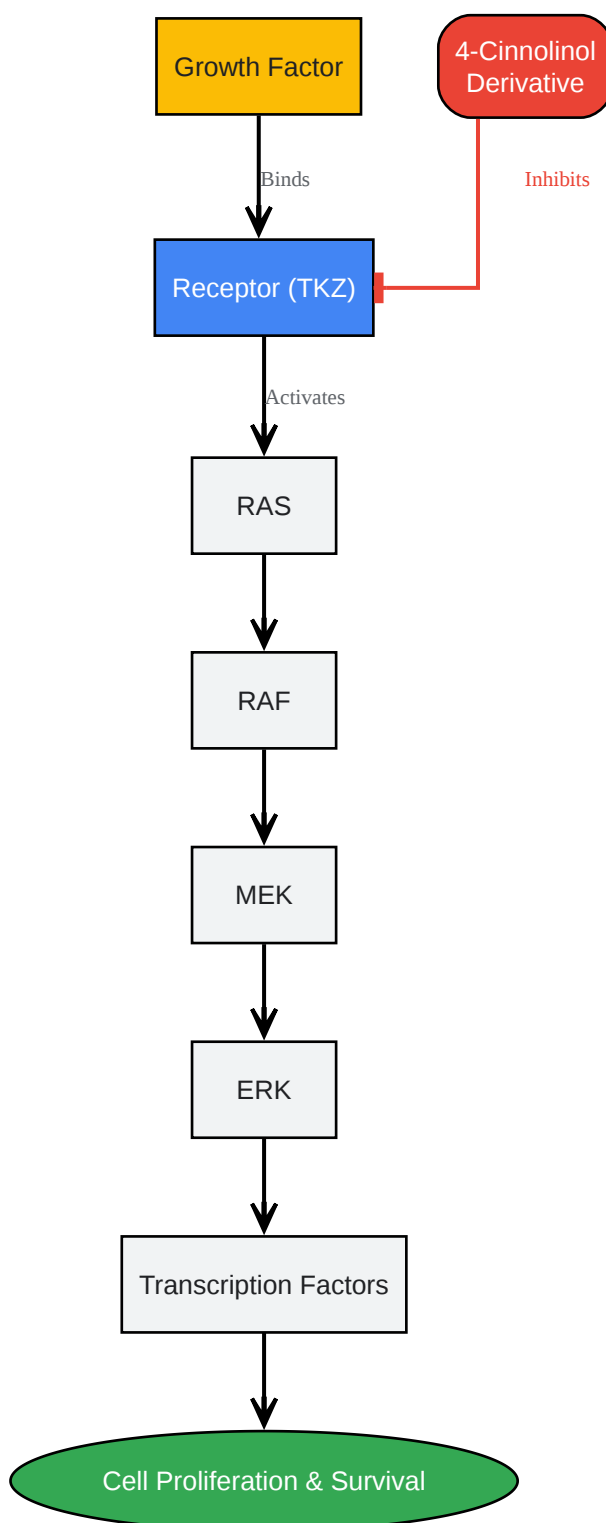 Growth Factor
4-Cinnolinol
Derivative
Binds
Inhibits
Receptor (TKZ)
Activates
RAS
RAF
MEK
ERK
Transcription Factors
Cell Proliferation & Survival